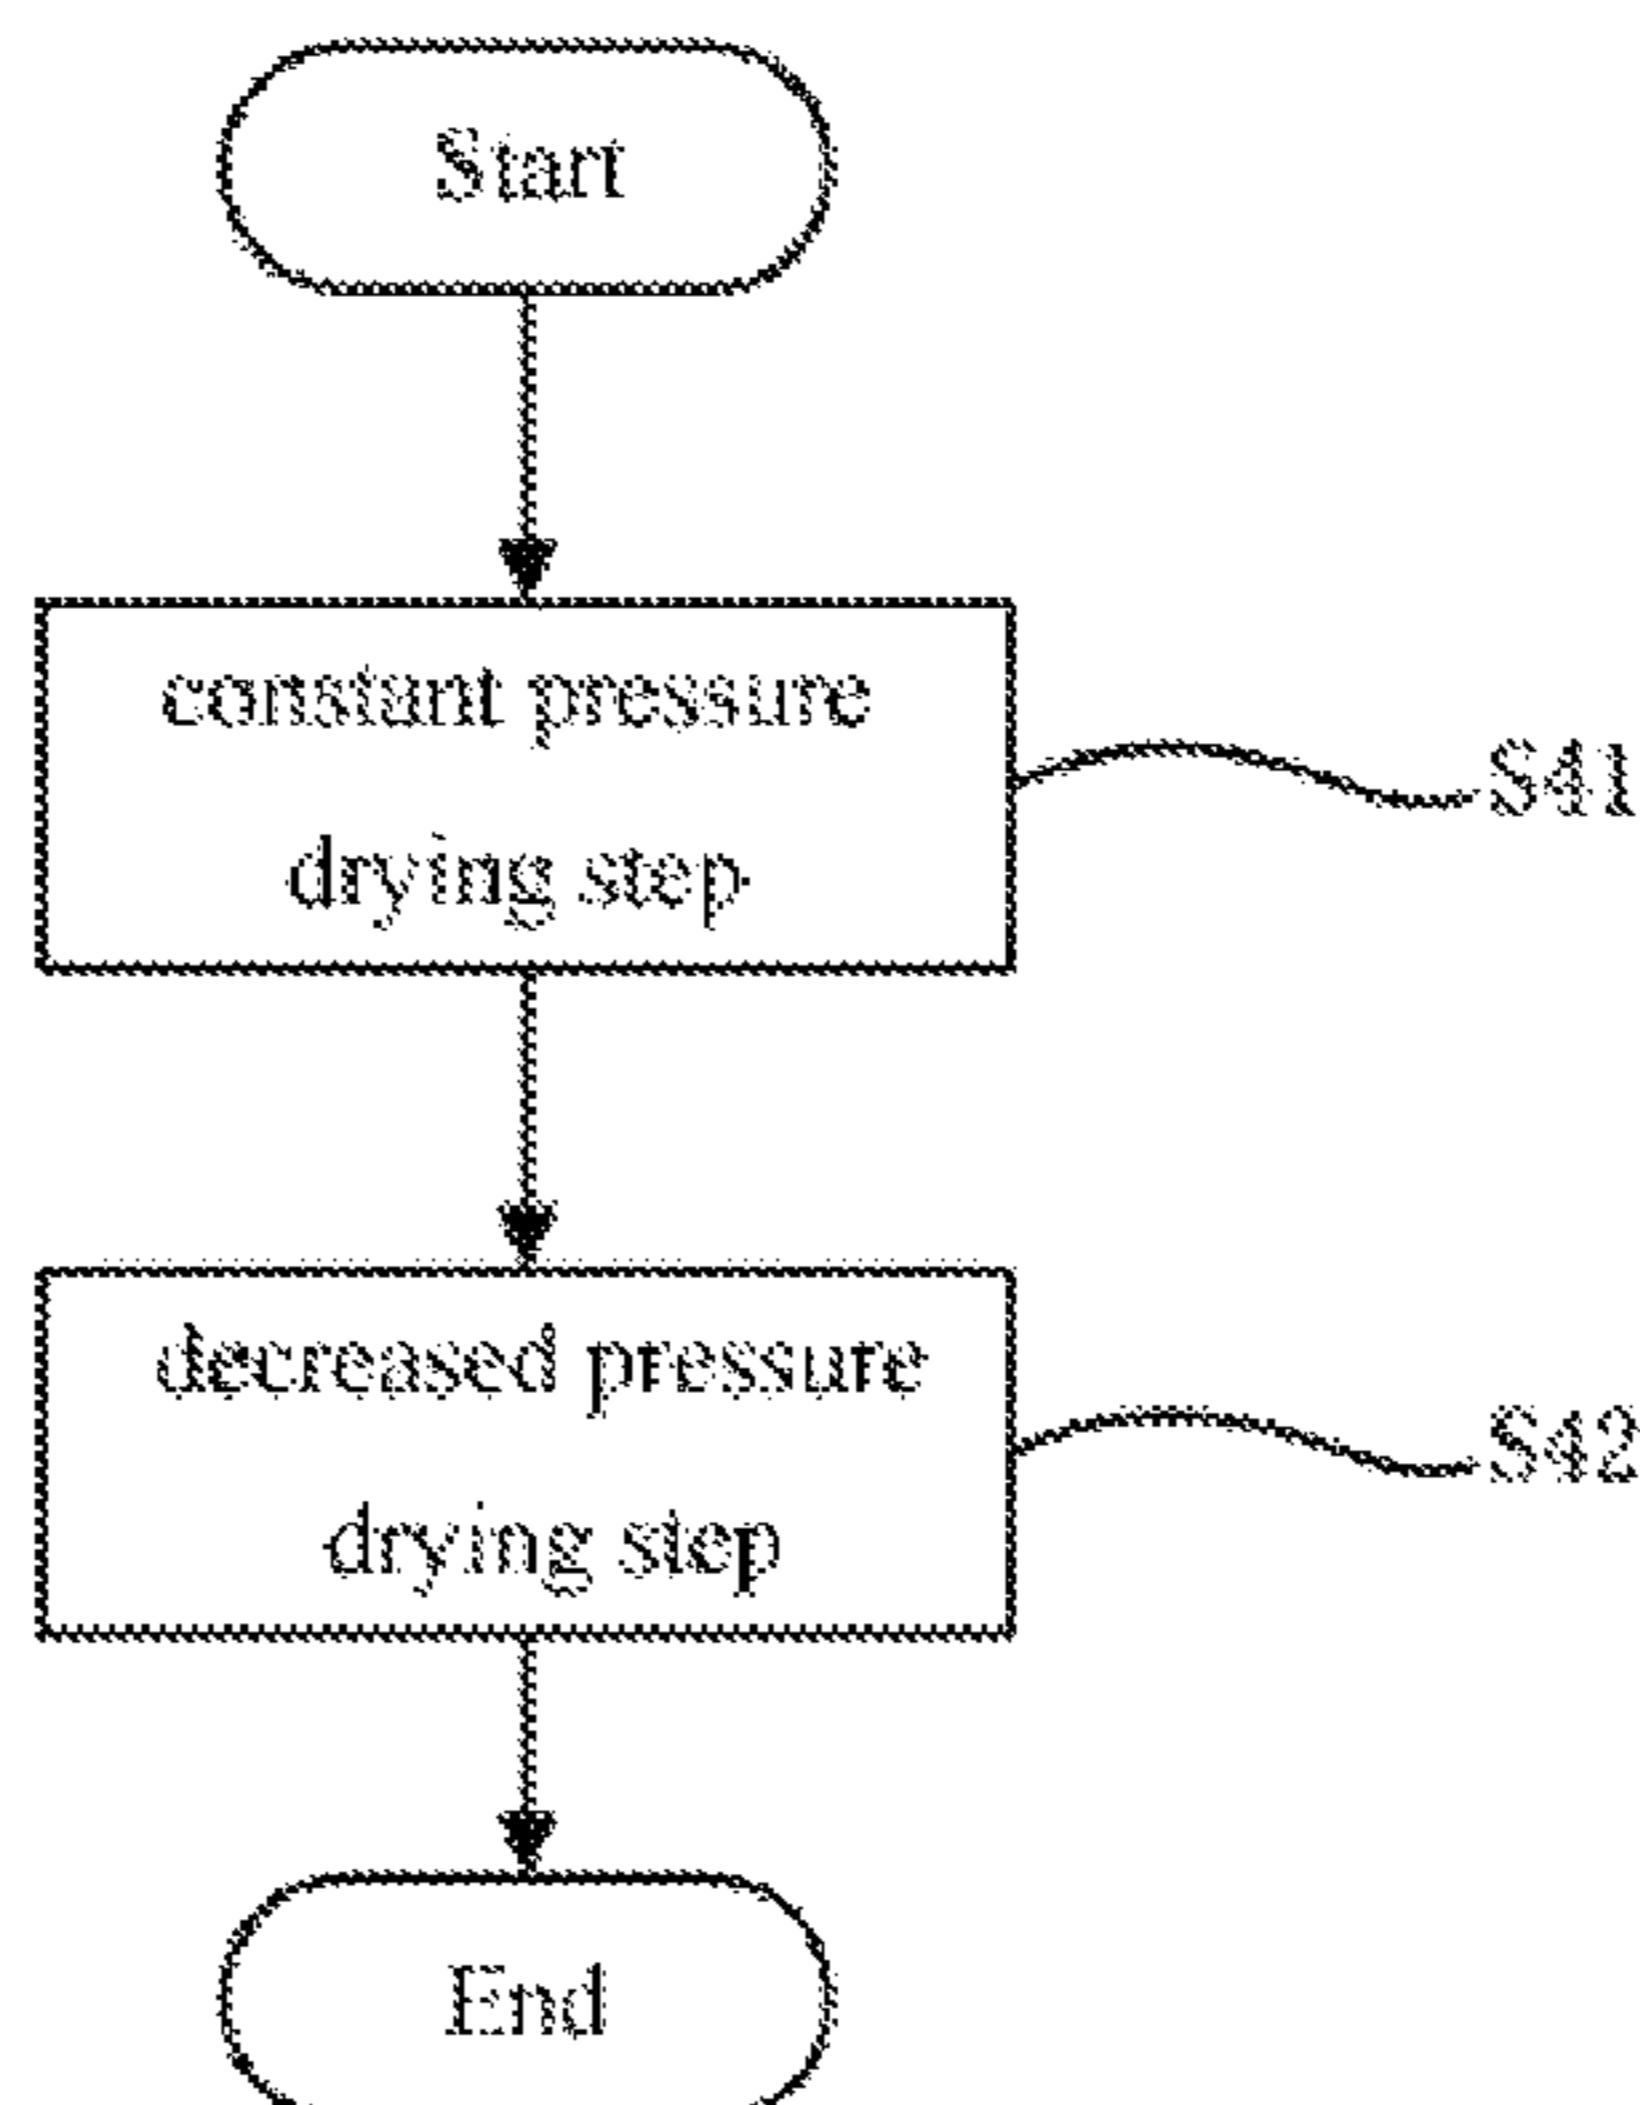 Start
constant pressure
drying step
S41
decreased pressure
drying step
S42
End